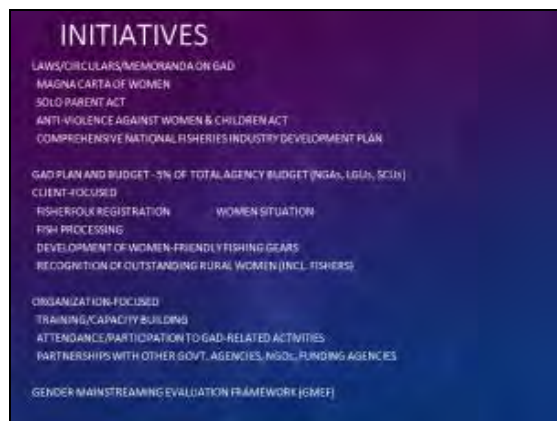 INITIATIVES
LAWS/CIRCULARS/MEMORANDA ON GAD
MAGNA CARTA OF WOMEN
SOLO PARENT ACT
ANTI-VIOLENCE AGAINST WOMEN & CHILDREN ACT
COMPREHENSIVE NATIONAL FISHERIES INDUSTRY DEVELOPMENT PLAN
GAD PLAN AND BUDGET - 5% OF TOTAL AGENCY BUDGET (NGAs, LGUs, SCUs)
CLIENT-FOCUSED
FISHERFOLK REGISTRATION WOMEN SITUATION
FISH PROCESSING
DEVELOPMENT OF WOMEN-FRIENDLY FISHING GEARS
RECOGNITION OF OUTSTANDING RURAL WOMEN (INCL. FISHERS)
ORGANIZATION-FOCUSED
TRAINING/CAPACITY BUILDING
ATTENDANCE/PARTICIPATION TO GAD-RELATED ACTIVITIES
PARTNERSHIPS WITH OTHER GOVT. AGENCIES, NGOs, FUNDING AGENCIES
GENDER MAINSTREAMING EVALUATION FRAMEWORK (GMEF)